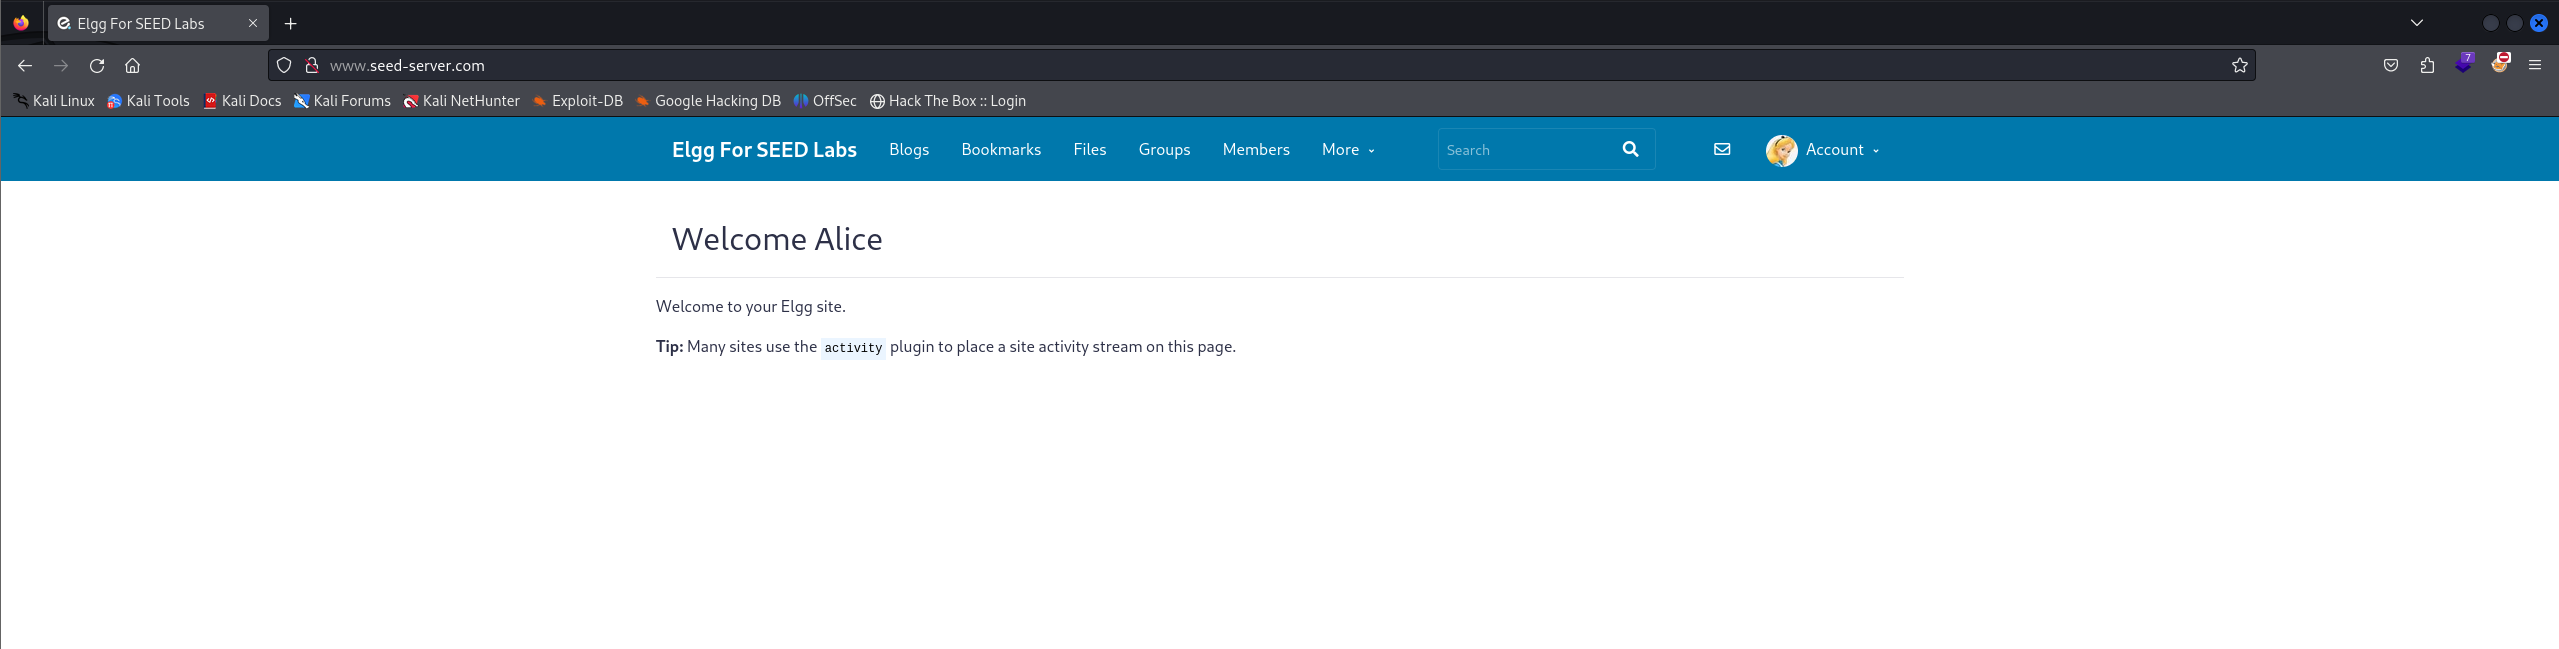 Elgg For SEED Labs
www.seed-server.com
7
Kali Linux Kali Tools Kali Docs Kali Forums Kali NetHunter Exploit-DB Google Hacking DB OffSec Hack The Box :: Login
Elgg For SEED Labs Blogs Bookmarks Files Groups Members More Search Account
Welcome Alice
Welcome to your Elgg site.
Tip: Many sites use the activity plugin to place a site activity stream on this page.